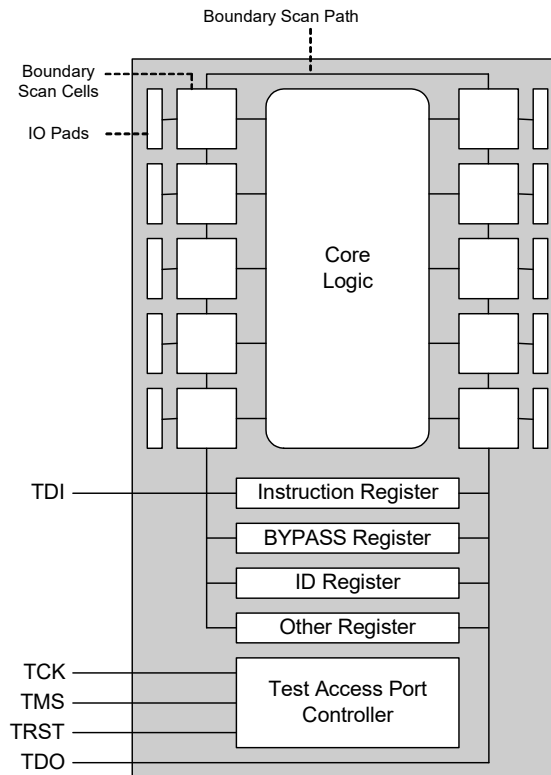 Boundary Scan Path
Boundary
Scan Cells
IO Pads
Core
Logic
TDI
Instruction Register
BYPASS Register
ID Register
Other Register
TCK
TMS
TRST
TDO
Test Access Port
Controller